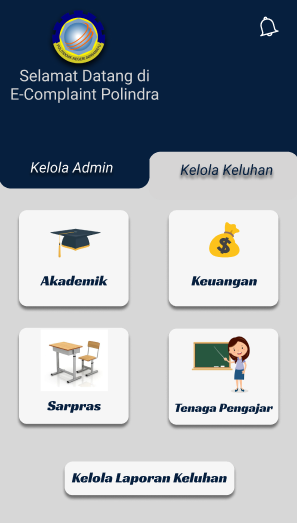 Selamat Datang di
E-Complaint Polindra
Kelola Admin
Kelola Keluhan
Akademik
Keuangan
Sarpras
Tenaga Pengajar
Kelola Laporan Keluhan